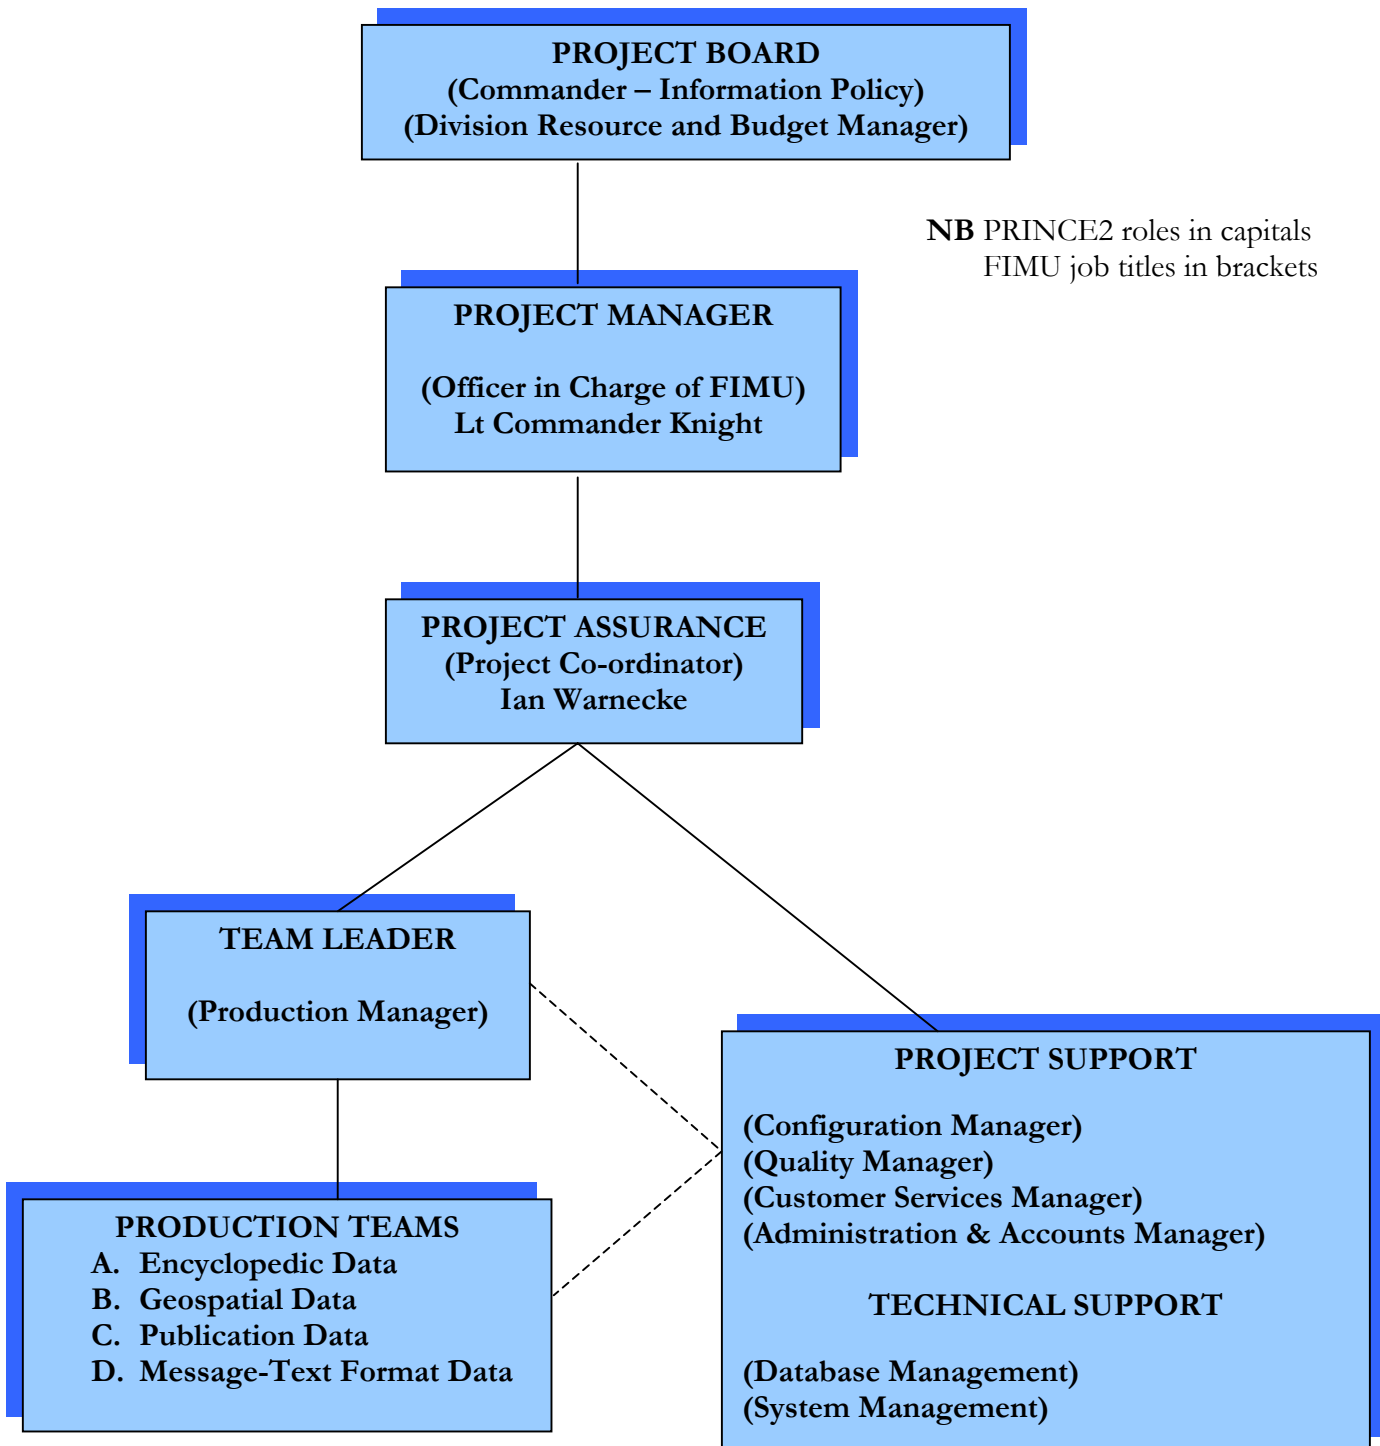 PROJECT BOARD
(Commander – Information Policy)
(Division Resource and Budget Manager)
NB PRINCE2 roles in capitals
FIMU job titles in brackets
PROJECT MANAGER
(Officer in Charge of FIMU)
Lt Commander Knight
PROJECT ASSURANCE
(Project Co-ordinator)
Ian Warnecke
TEAM LEADER
(Production Manager)
PROJECT SUPPORT
(Configuration Manager)
(Quality Manager)
(Customer Services Manager)
(Administration & Accounts Manager)
TECHNICAL SUPPORT
(Database Management)
(System Management)
PRODUCTION TEAMS
A. Encyclopedic Data
B. Geospatial Data
C. Publication Data
D. Message-Text Format Data